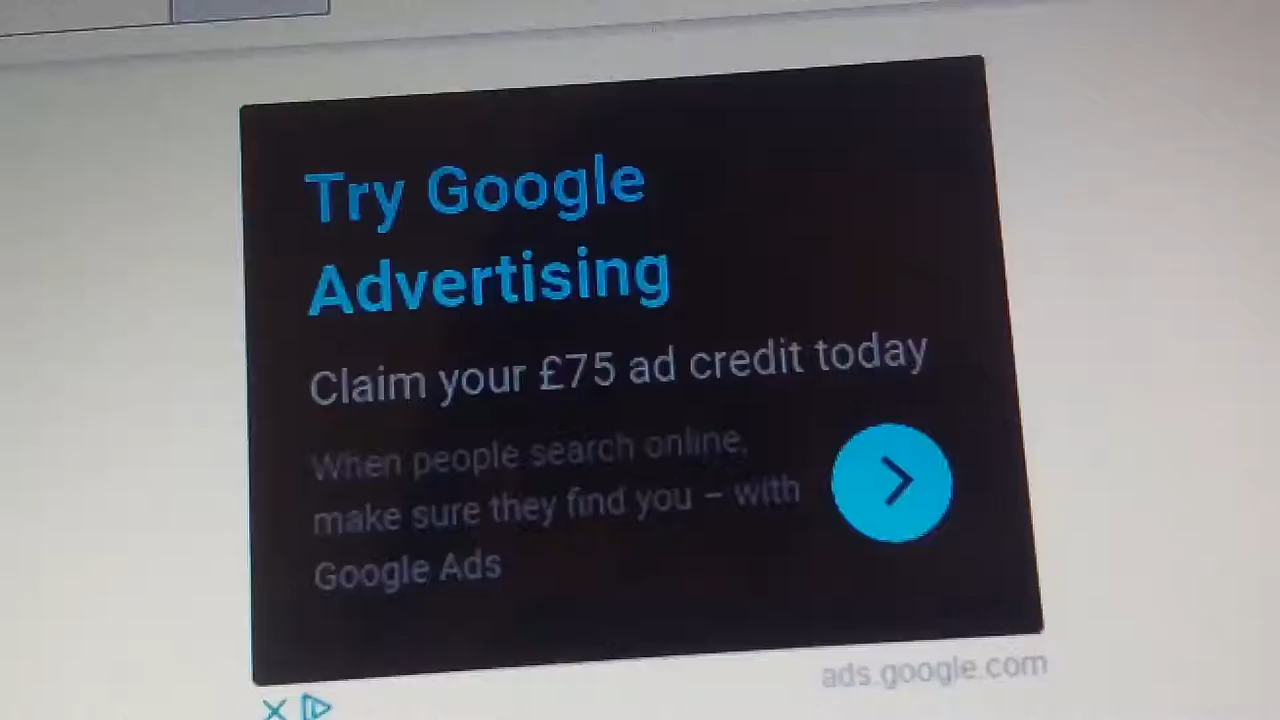 Try Google
Advertising
Claim your £75 ad credit today
When people search online,
make sure they find you – with
Google Ads
ads.google.com